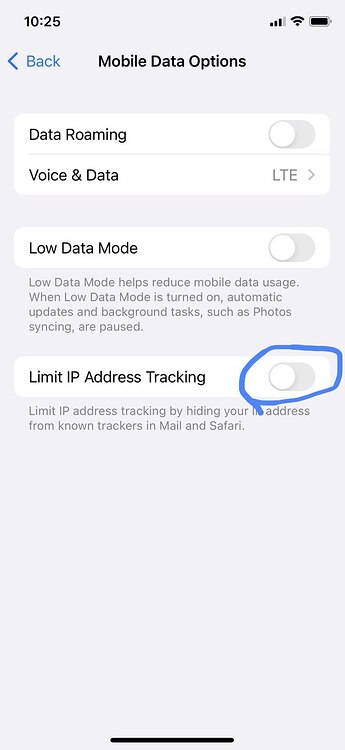 10:25
Back
Mobile Data Options
Data Roaming
Voice & Data LTE
Low Data Mode
Low Data Mode helps reduce mobile data usage.
When Low Data Mode is turned on, automatic
updates and background tasks, such as Photos
syncing, are paused.
Limit IP Address Tracking
Limit IP address tracking by hiding your IP address
from known trackers in Mail and Safari.